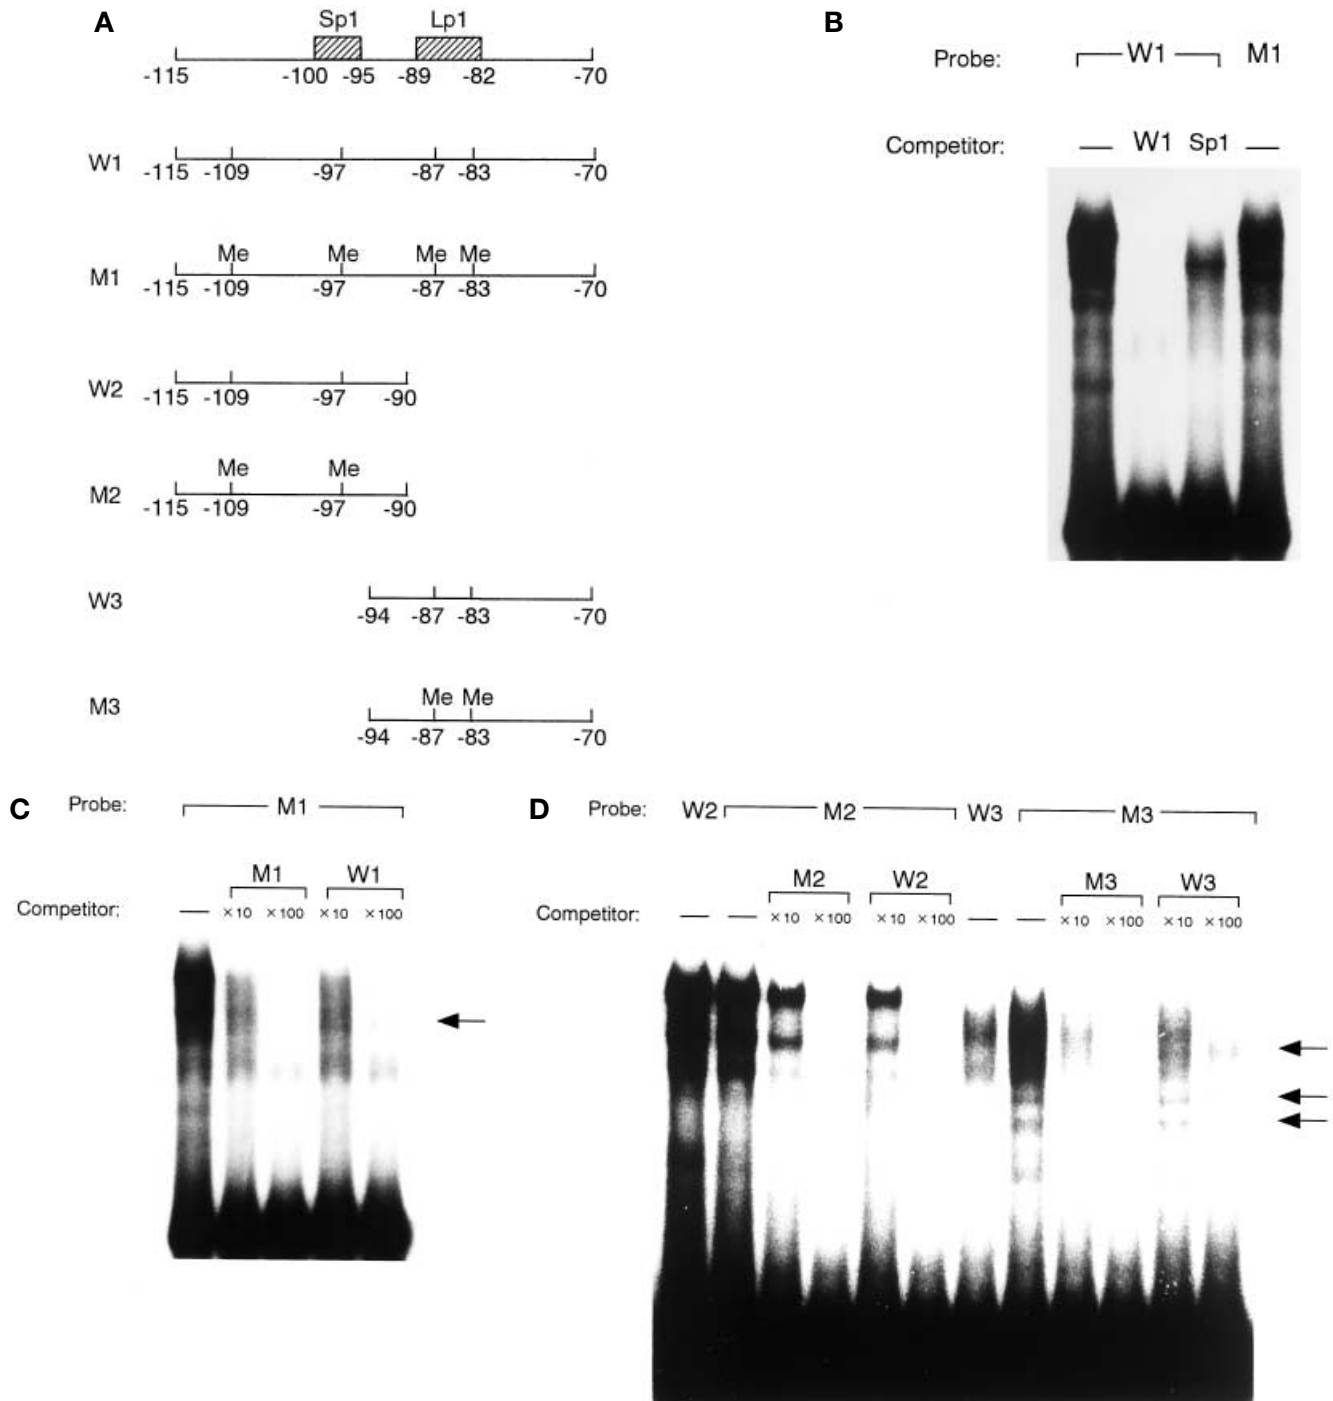 A
Sp1 Lp1
-115 -100 -95 -89 -82 -70
W1
-115 -109 -97 -87 -83 -70
Me Me Me Me
M1
-115 -109 -97 -87 -83 -70
W2
-115 -109 -97 -90
Me Me
M2
-115 -109 -97 -90
W3
-94 -87 -83 -70
Me Me
M3
-94 -87 -83 -70
B
Probe: W1 M1
Competitor: — W1 Sp1 —
C
Probe: M1
M1 W1
Competitor: — ×10 ×100 ×10 ×100
D
Probe: W2 M2 W3 M3
M2 W2 M3 W3
Competitor: — — ×10 ×100 ×10 ×100 — — ×10 ×100 ×10 ×100